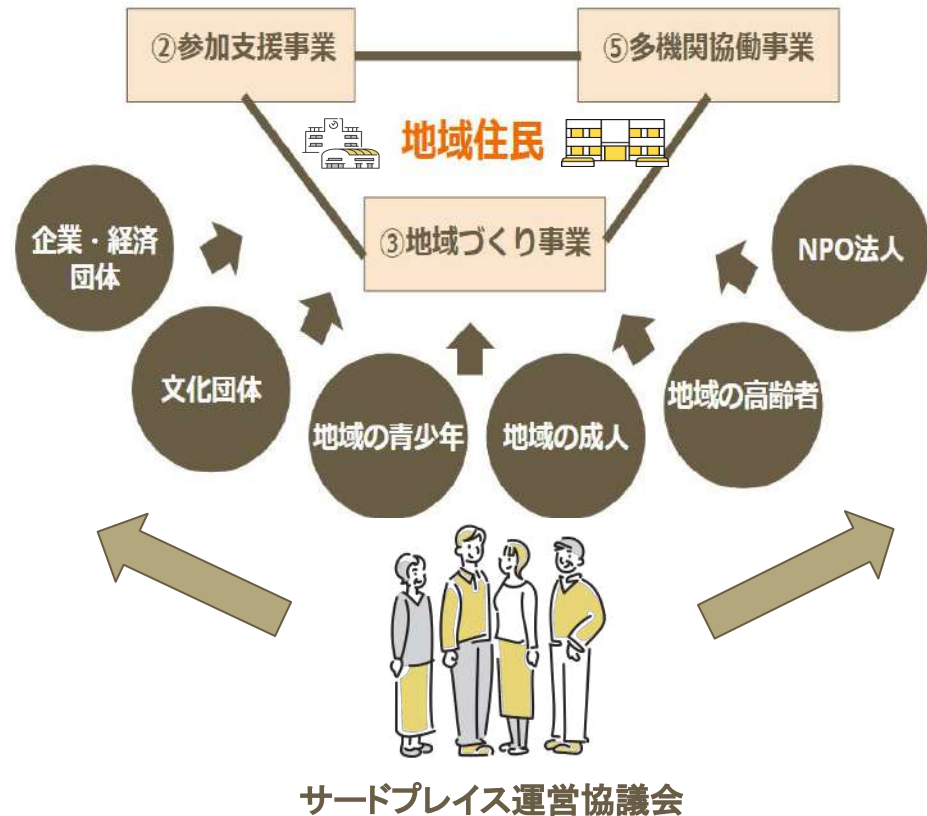 ②参加支援事業
⑤多機関協働事業
地域住民
③地域づくり事業
企業・経済
団体
NPO法人
文化団体
地域の高齢者
地域の青少年
地域の成人
サードプレイス運営協議会